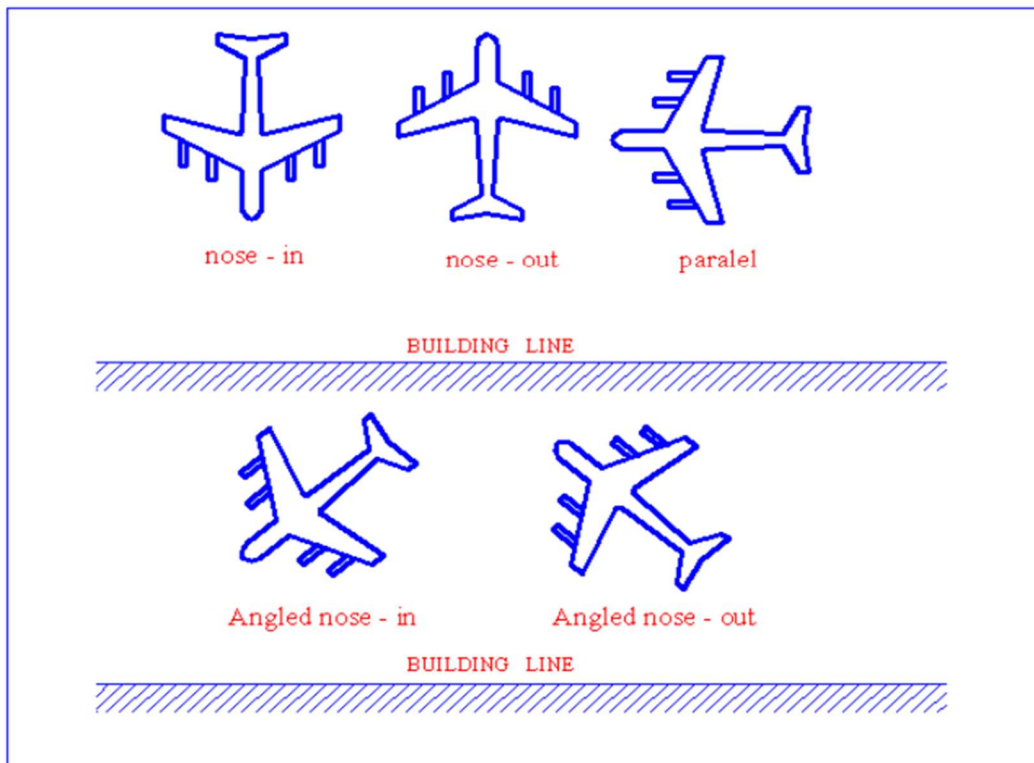 nose - in
nose - out
paralel
BUILDING LINE
Angled nose - in
Angled nose - out
BUILDING LINE